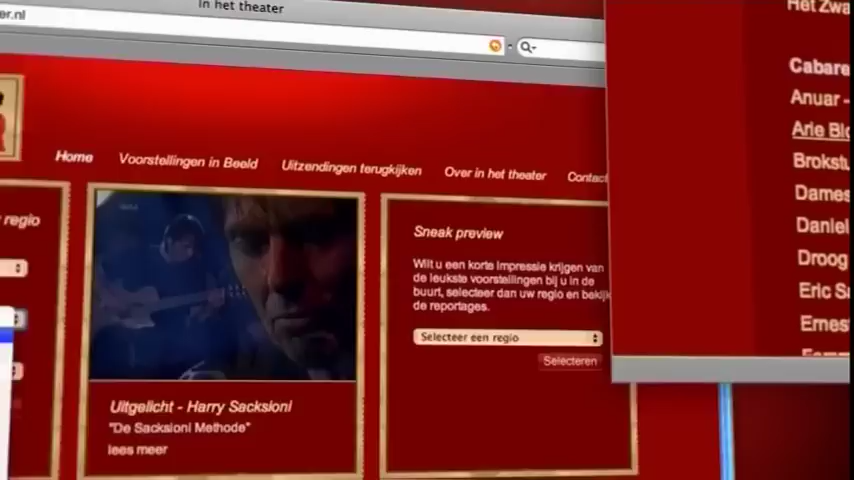 In het theater
er.nl
Home Voorstellingen in Beeld Uitzendingen terugkijken Over in het theater Contact
regio
Uitgelicht - Harry Sacksioni
"De Sacksioni Methode"
lees meer
Sneak preview
Wilt u een korte impressie krijgen van
de leukste voorstellingen bij u in de
buurt, selecteer dan uw regio en bekijk
de reportages.
Selecteer een regio
Selecteren
Het Zwa
Cabare
Anuar -
Arie Blo
Brokstu
Dames
Daniel
Droog
Eric Sa
Ernest